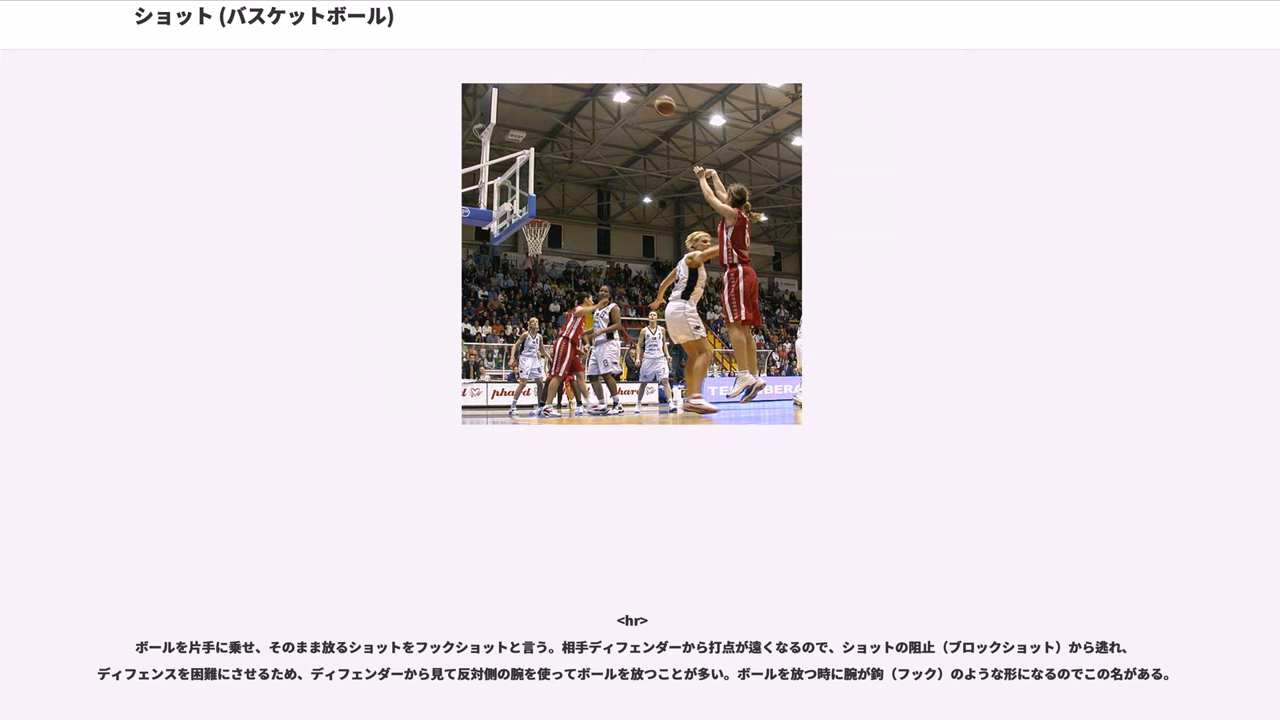 ショット (バスケットボール)
phard
phard
<hr>
ボールを片手に乗せ、そのまま放るショットをフックショットと言う。相手ディフェンダーから打点が遠くなるので、ショットの阻止（ブロックショット）から逃れ、
ディフェンスを困難にさせるため、ディフェンダーから見て反対側の腕を使ってボールを放つことが多い。ボールを放つ時に腕が鉤（フック）のような形になるのでこの名がある。